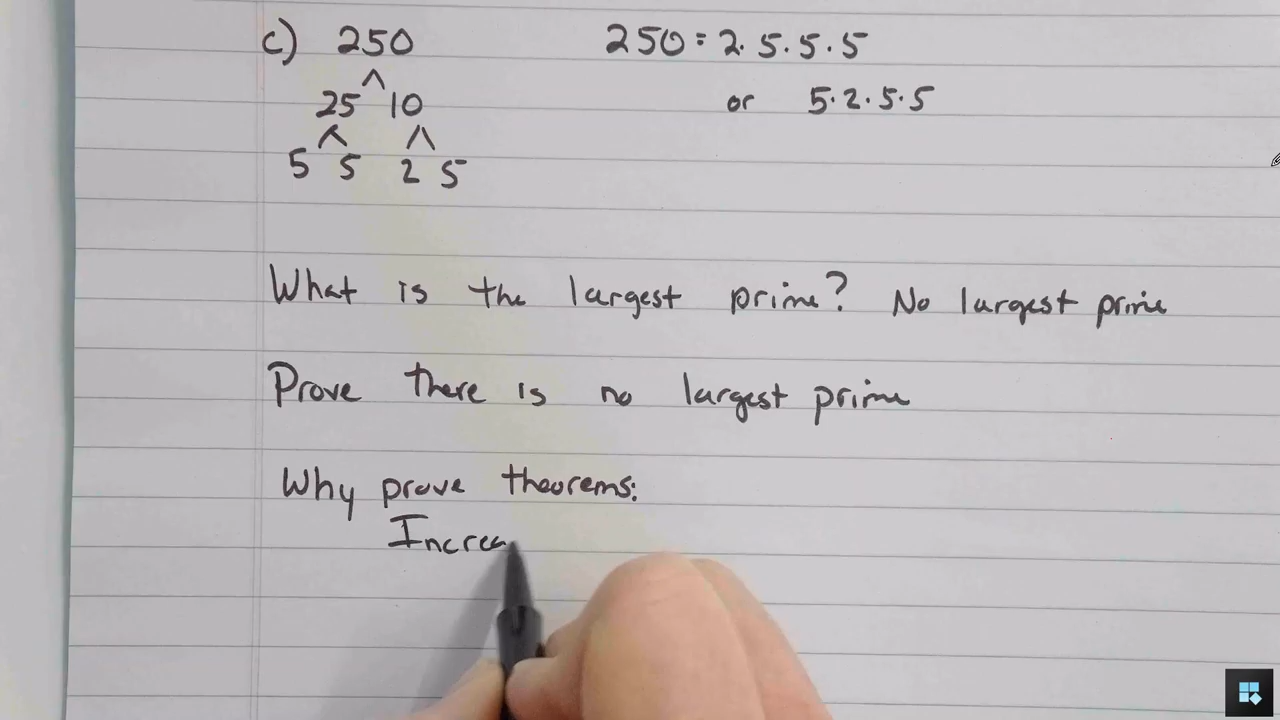 c) 250 250 = 2.5.5.5
25 10 or 5.2.5.5
5 5 2 5
What is the largest prime? No largest prime
Prove there is no largest prime
Why prove theorems:
Increa